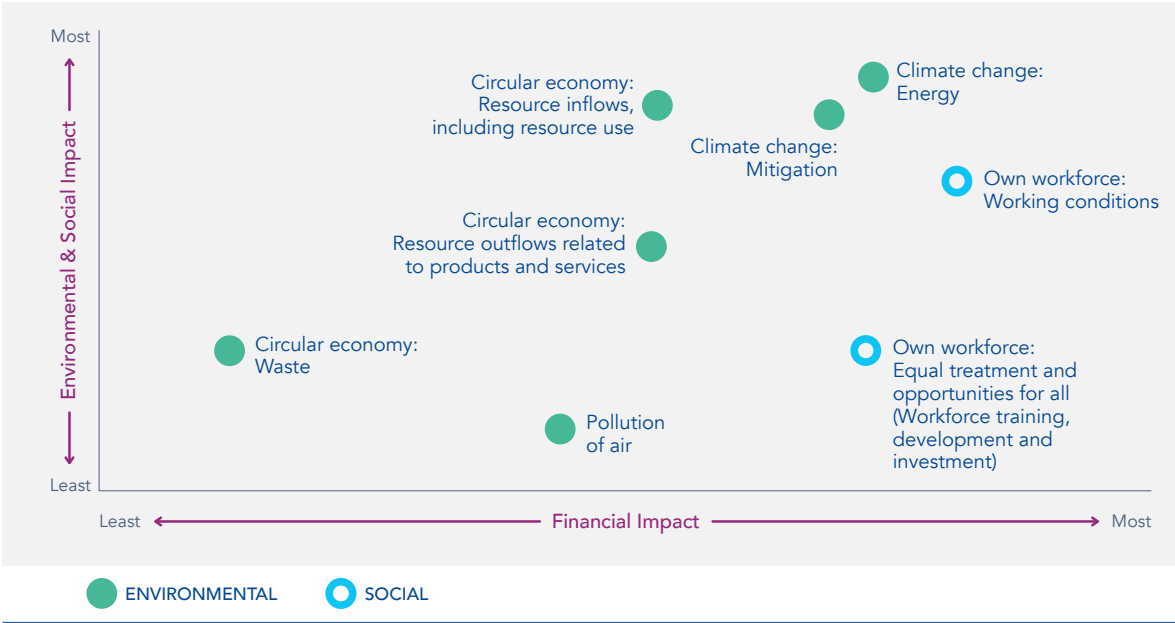 Most
Environmental & Social Impact
Least
Circular economy:
Resource inflows,
including resource use
Climate change:
Energy
Climate change:
Mitigation
Own workforce:
Working conditions
Circular economy:
Resource outflows related
to products and services
Circular economy:
Waste
Own workforce:
Equal treatment and
opportunities for all
(Workforce training,
development and
investment)
Pollution
of air
Least
Financial Impact
Most
ENVIRONMENTAL
SOCIAL